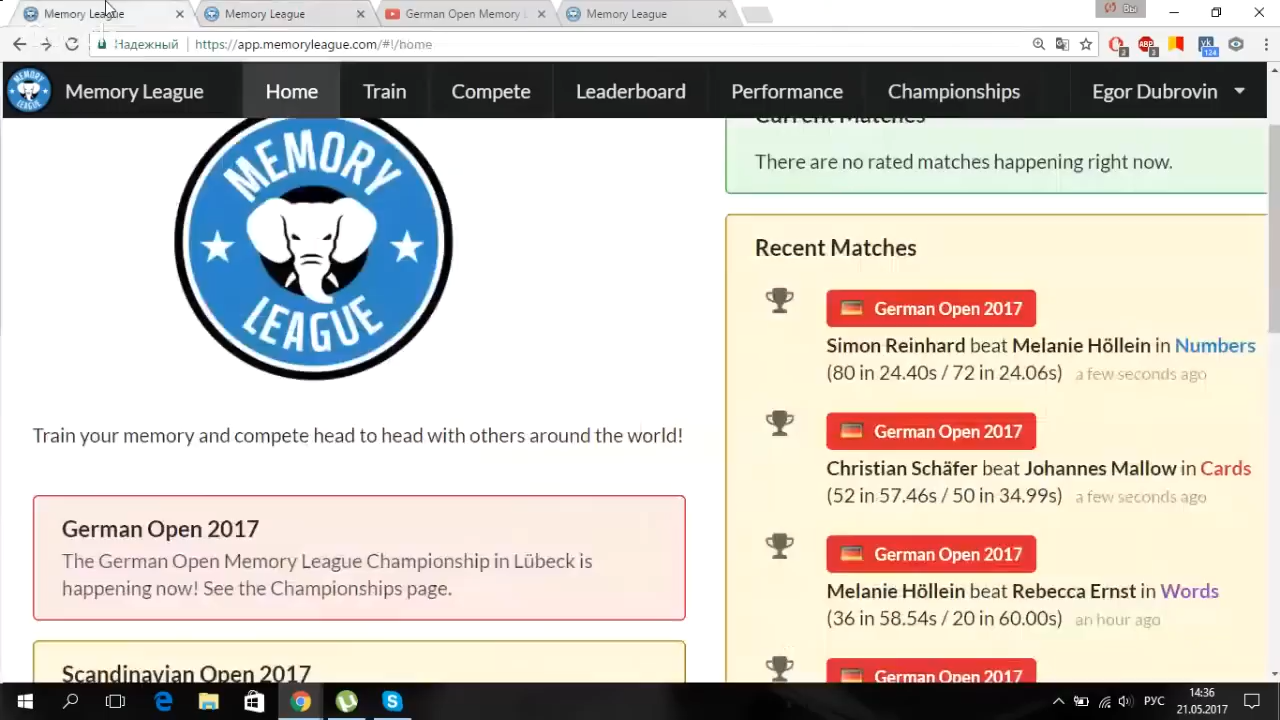 Memory League
Memory League
German Open Memory L
Memory League
Вы
Надежный
https://app.memoryleague.com/#!/home
2
2
124
Memory League
Home
Train
Compete
Leaderboard
Performance
Championships
Egor Dubrovin
MEMORY
LEAGUE
MEMORY
LEAGUE
Train your memory and compete head to head with others around the world!
German Open 2017
The German Open Memory League Championship in Lübeck is
happening now! See the Championships page.
Scandinavian Open 2017
Current Matches
There are no rated matches happening right now.
Recent Matches
German Open 2017
Simon Reinhard beat Melanie Höllein in Numbers
(80 in 24.40s / 72 in 24.06s) a few seconds ago
German Open 2017
Christian Schäfer beat Johannes Mallow in Cards
(52 in 57.46s / 50 in 34.99s) a few seconds ago
German Open 2017
Melanie Höllein beat Rebecca Ernst in Words
(36 in 58.54s / 20 in 60.00s) an hour ago
German Open 2017
РУС
14:36
21.05.2017